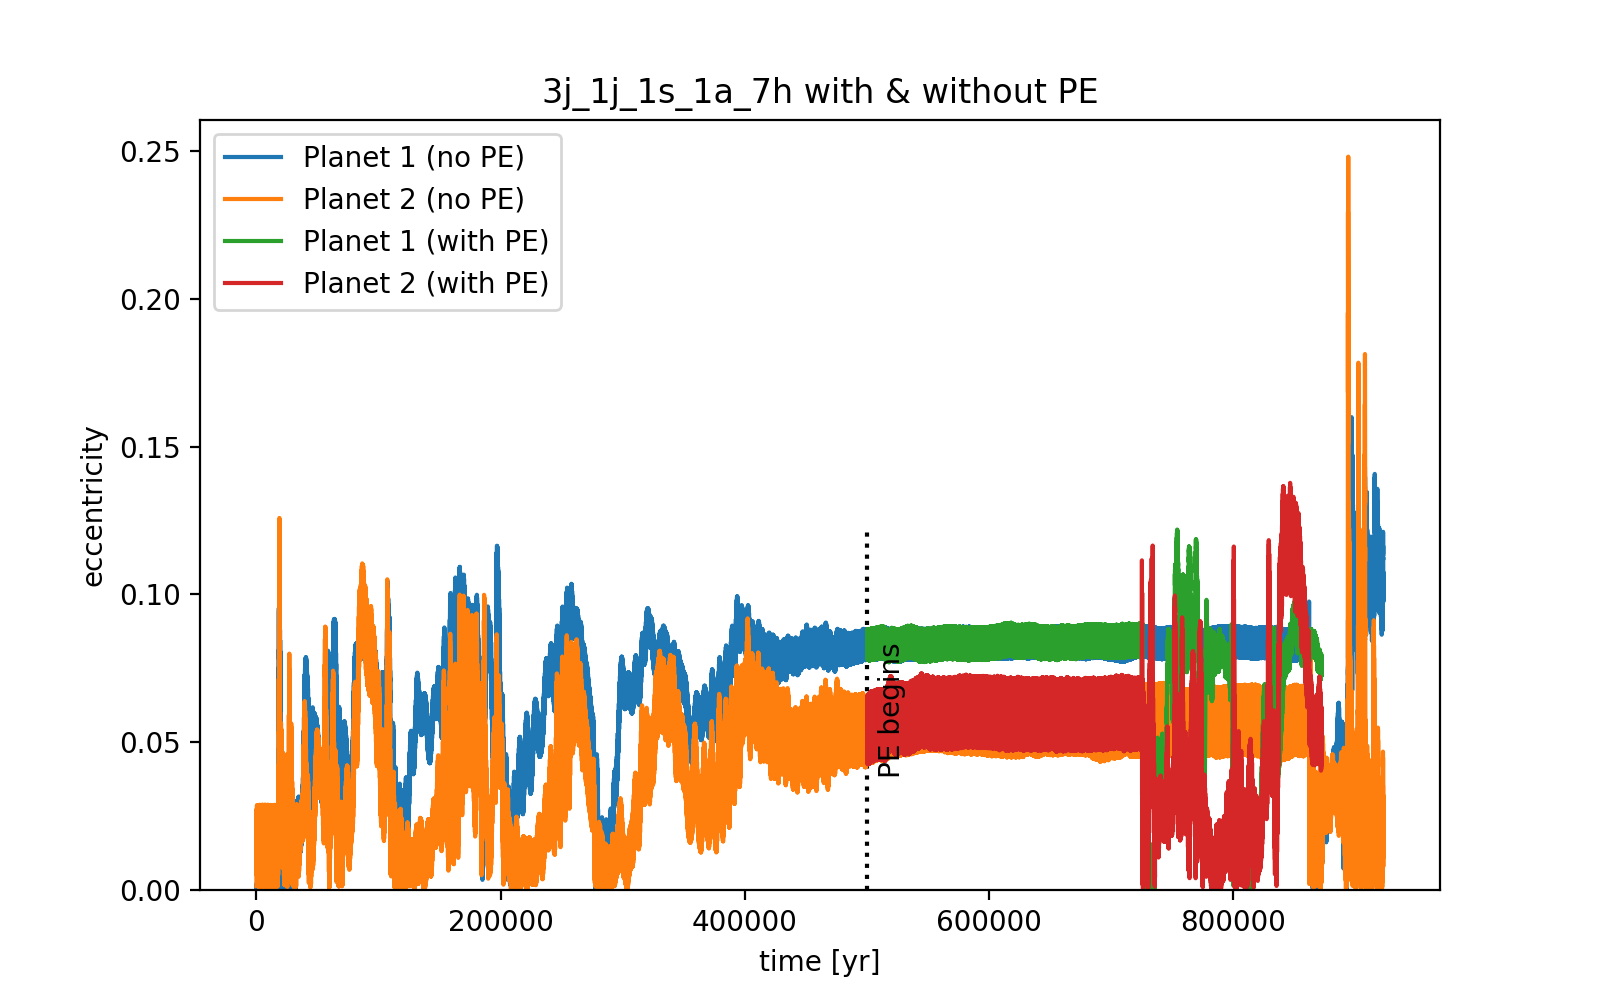 3j_1j_1s_1a_7h with & without PE
Planet 1 (no PE)
Planet 2 (no PE)
Planet 1 (with PE)
Planet 2 (with PE)
0.25
0.20
0.15
0.10
0.05
0.00
eccentricity
PE begins
0
200000
400000
600000
800000
time [yr]